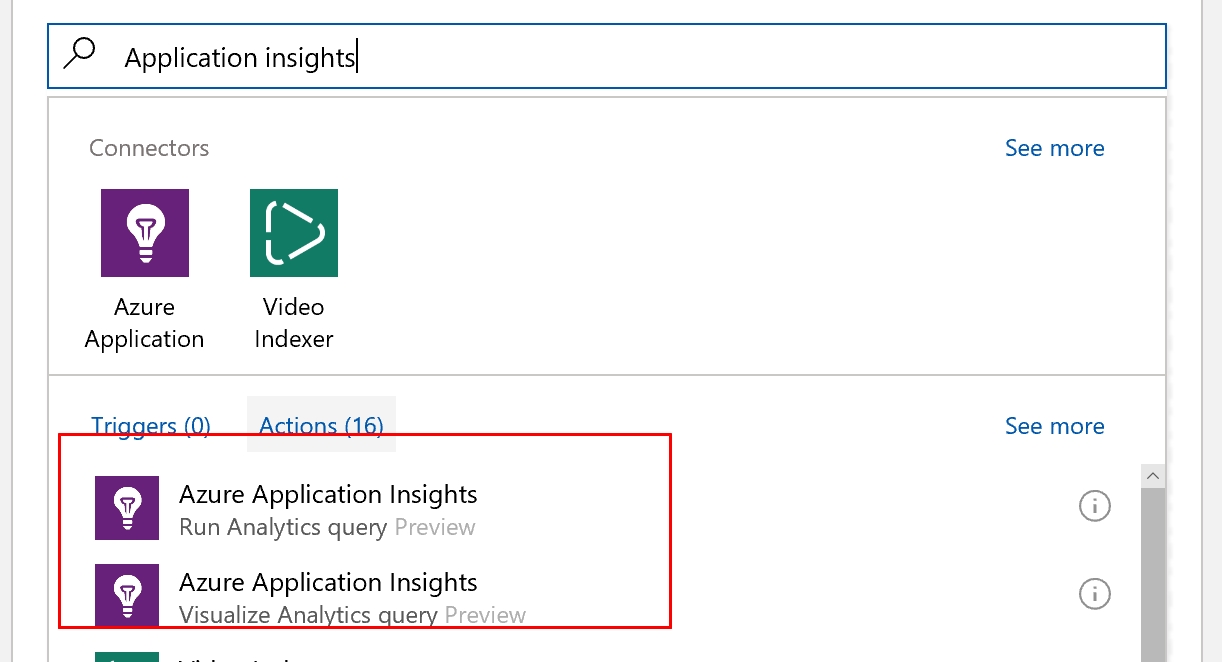 Application insights
Connectors
See more
Azure
Application
Video
Indexer
Triggers (0)
Actions (16)
See more
Azure Application Insights
Run Analytics query Preview
Azure Application Insights
Visualize Analytics query Preview